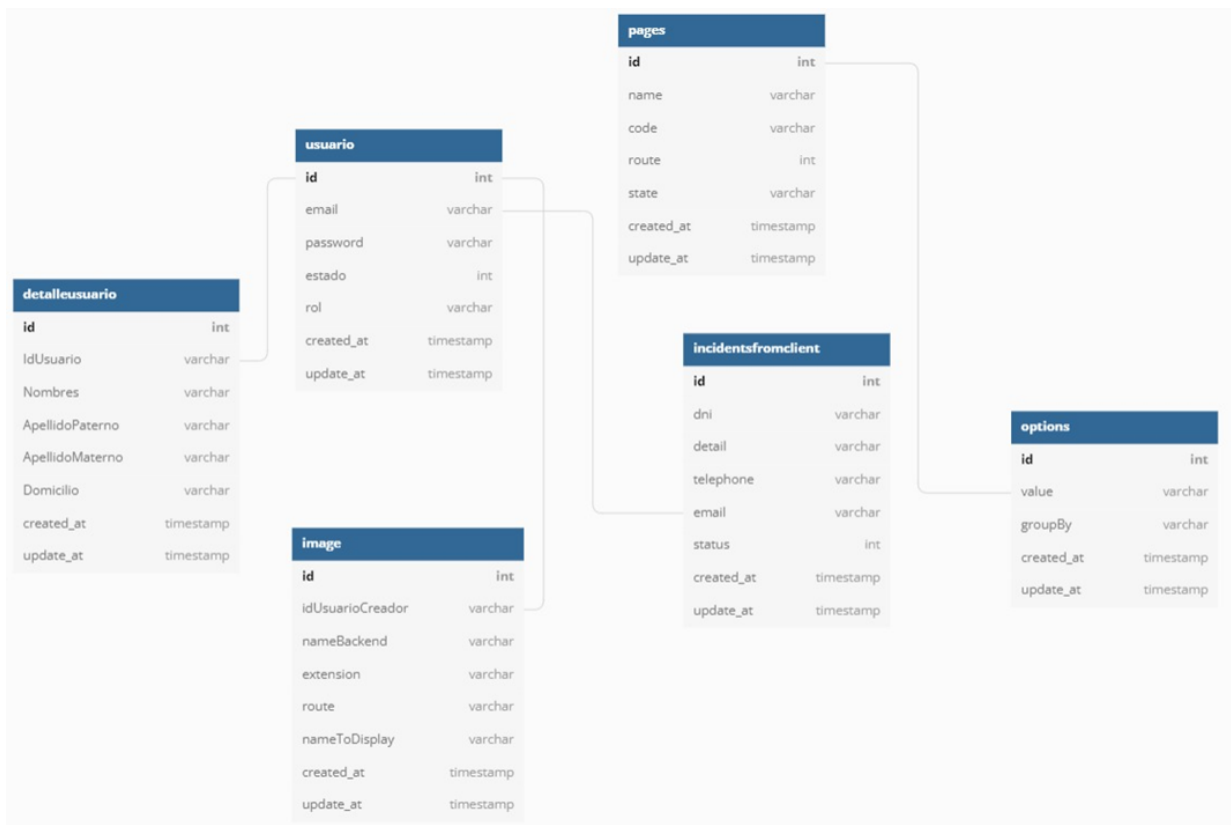 pages
id int
name varchar
code varchar
route int
state varchar
created_at timestamp
update_at timestamp
usuario
id int
email varchar
password varchar
estado int
rol varchar
created_at timestamp
update_at timestamp
detalleusuario
id int
IdUsuario varchar
Nombres varchar
ApellidoPaterno varchar
ApellidoMaterno varchar
Domicilio varchar
created_at timestamp
update_at timestamp
incidentsfromclient
id int
dni varchar
detail varchar
telephone varchar
email varchar
status int
created_at timestamp
update_at timestamp
options
id int
value varchar
groupBy varchar
created_at timestamp
update_at timestamp
image
id int
idUsuarioCreador varchar
nameBackend varchar
extension varchar
route varchar
nameToDisplay varchar
created_at timestamp
update_at timestamp